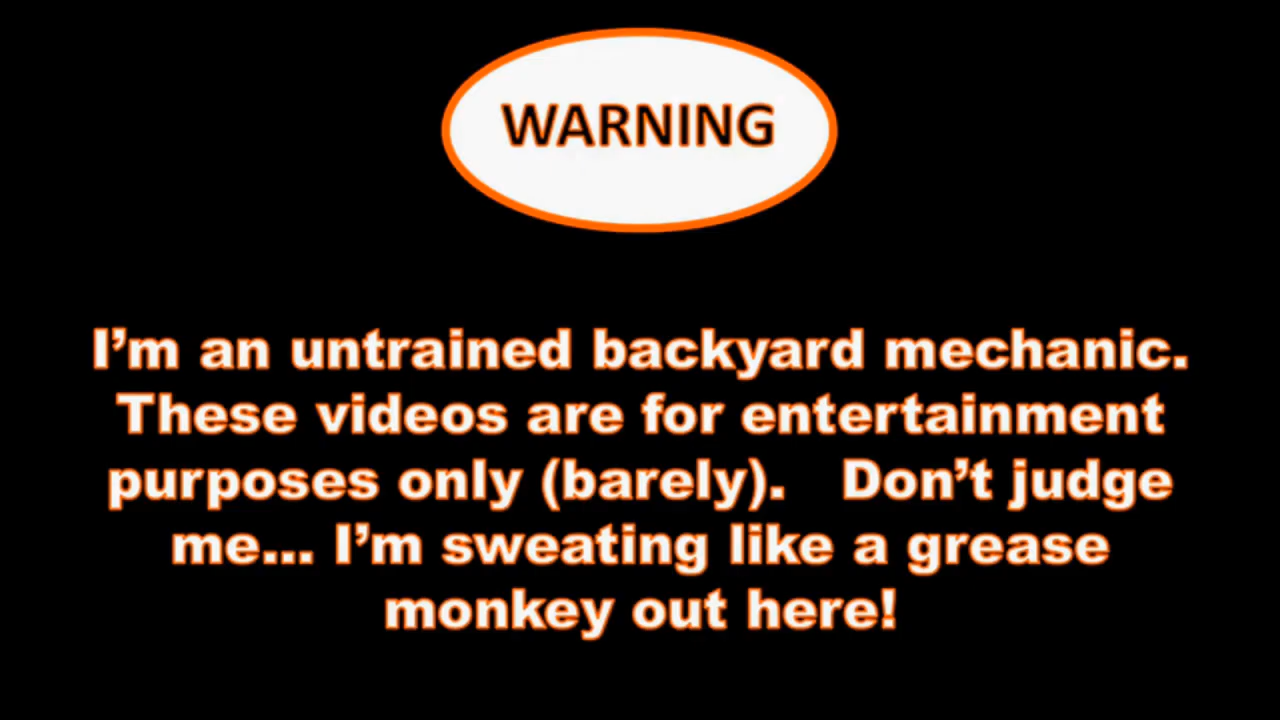 WARNING
I’m an untrained backyard mechanic.
These videos are for entertainment
purposes only (barely).   Don’t judge
me... I’m sweating like a grease
monkey out here!